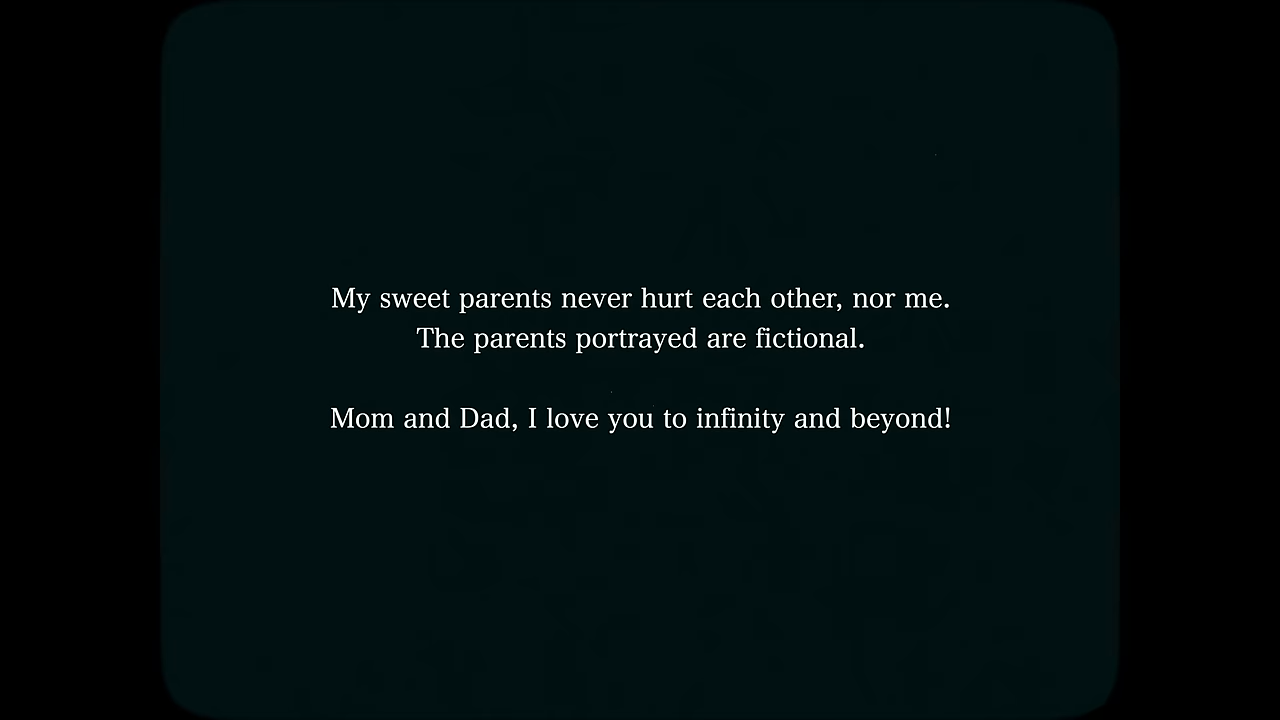 My sweet parents never hurt each other, nor me.
The parents portrayed are fictional.
Mom and Dad, I love you to infinity and beyond!